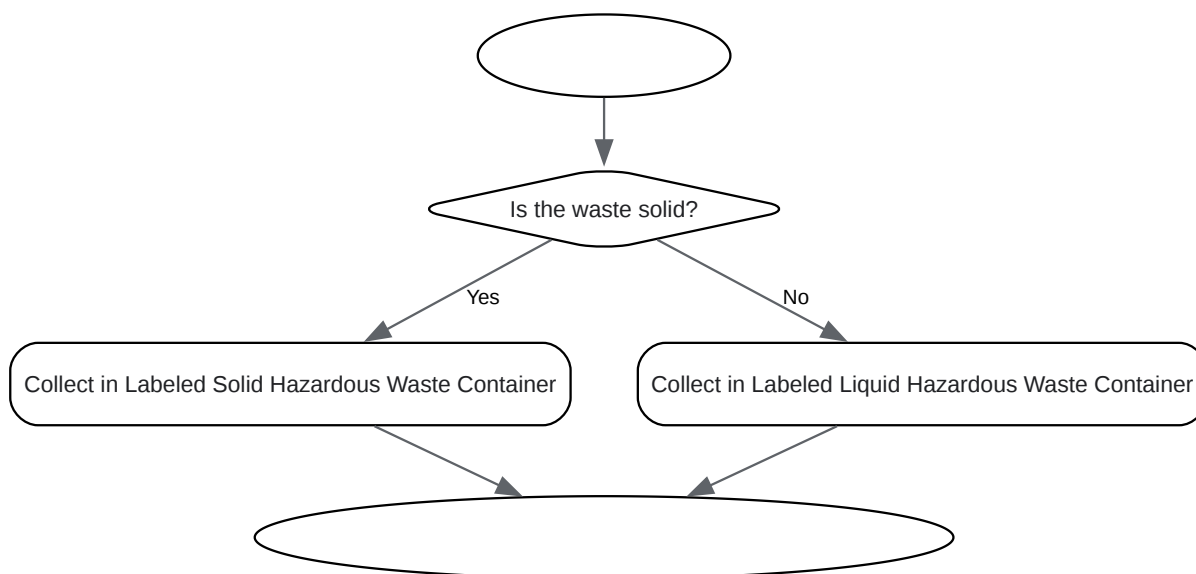 Is the waste solid?
Yes
No
Collect in Labeled Solid Hazardous Waste Container
Collect in Labeled Liquid Hazardous Waste Container